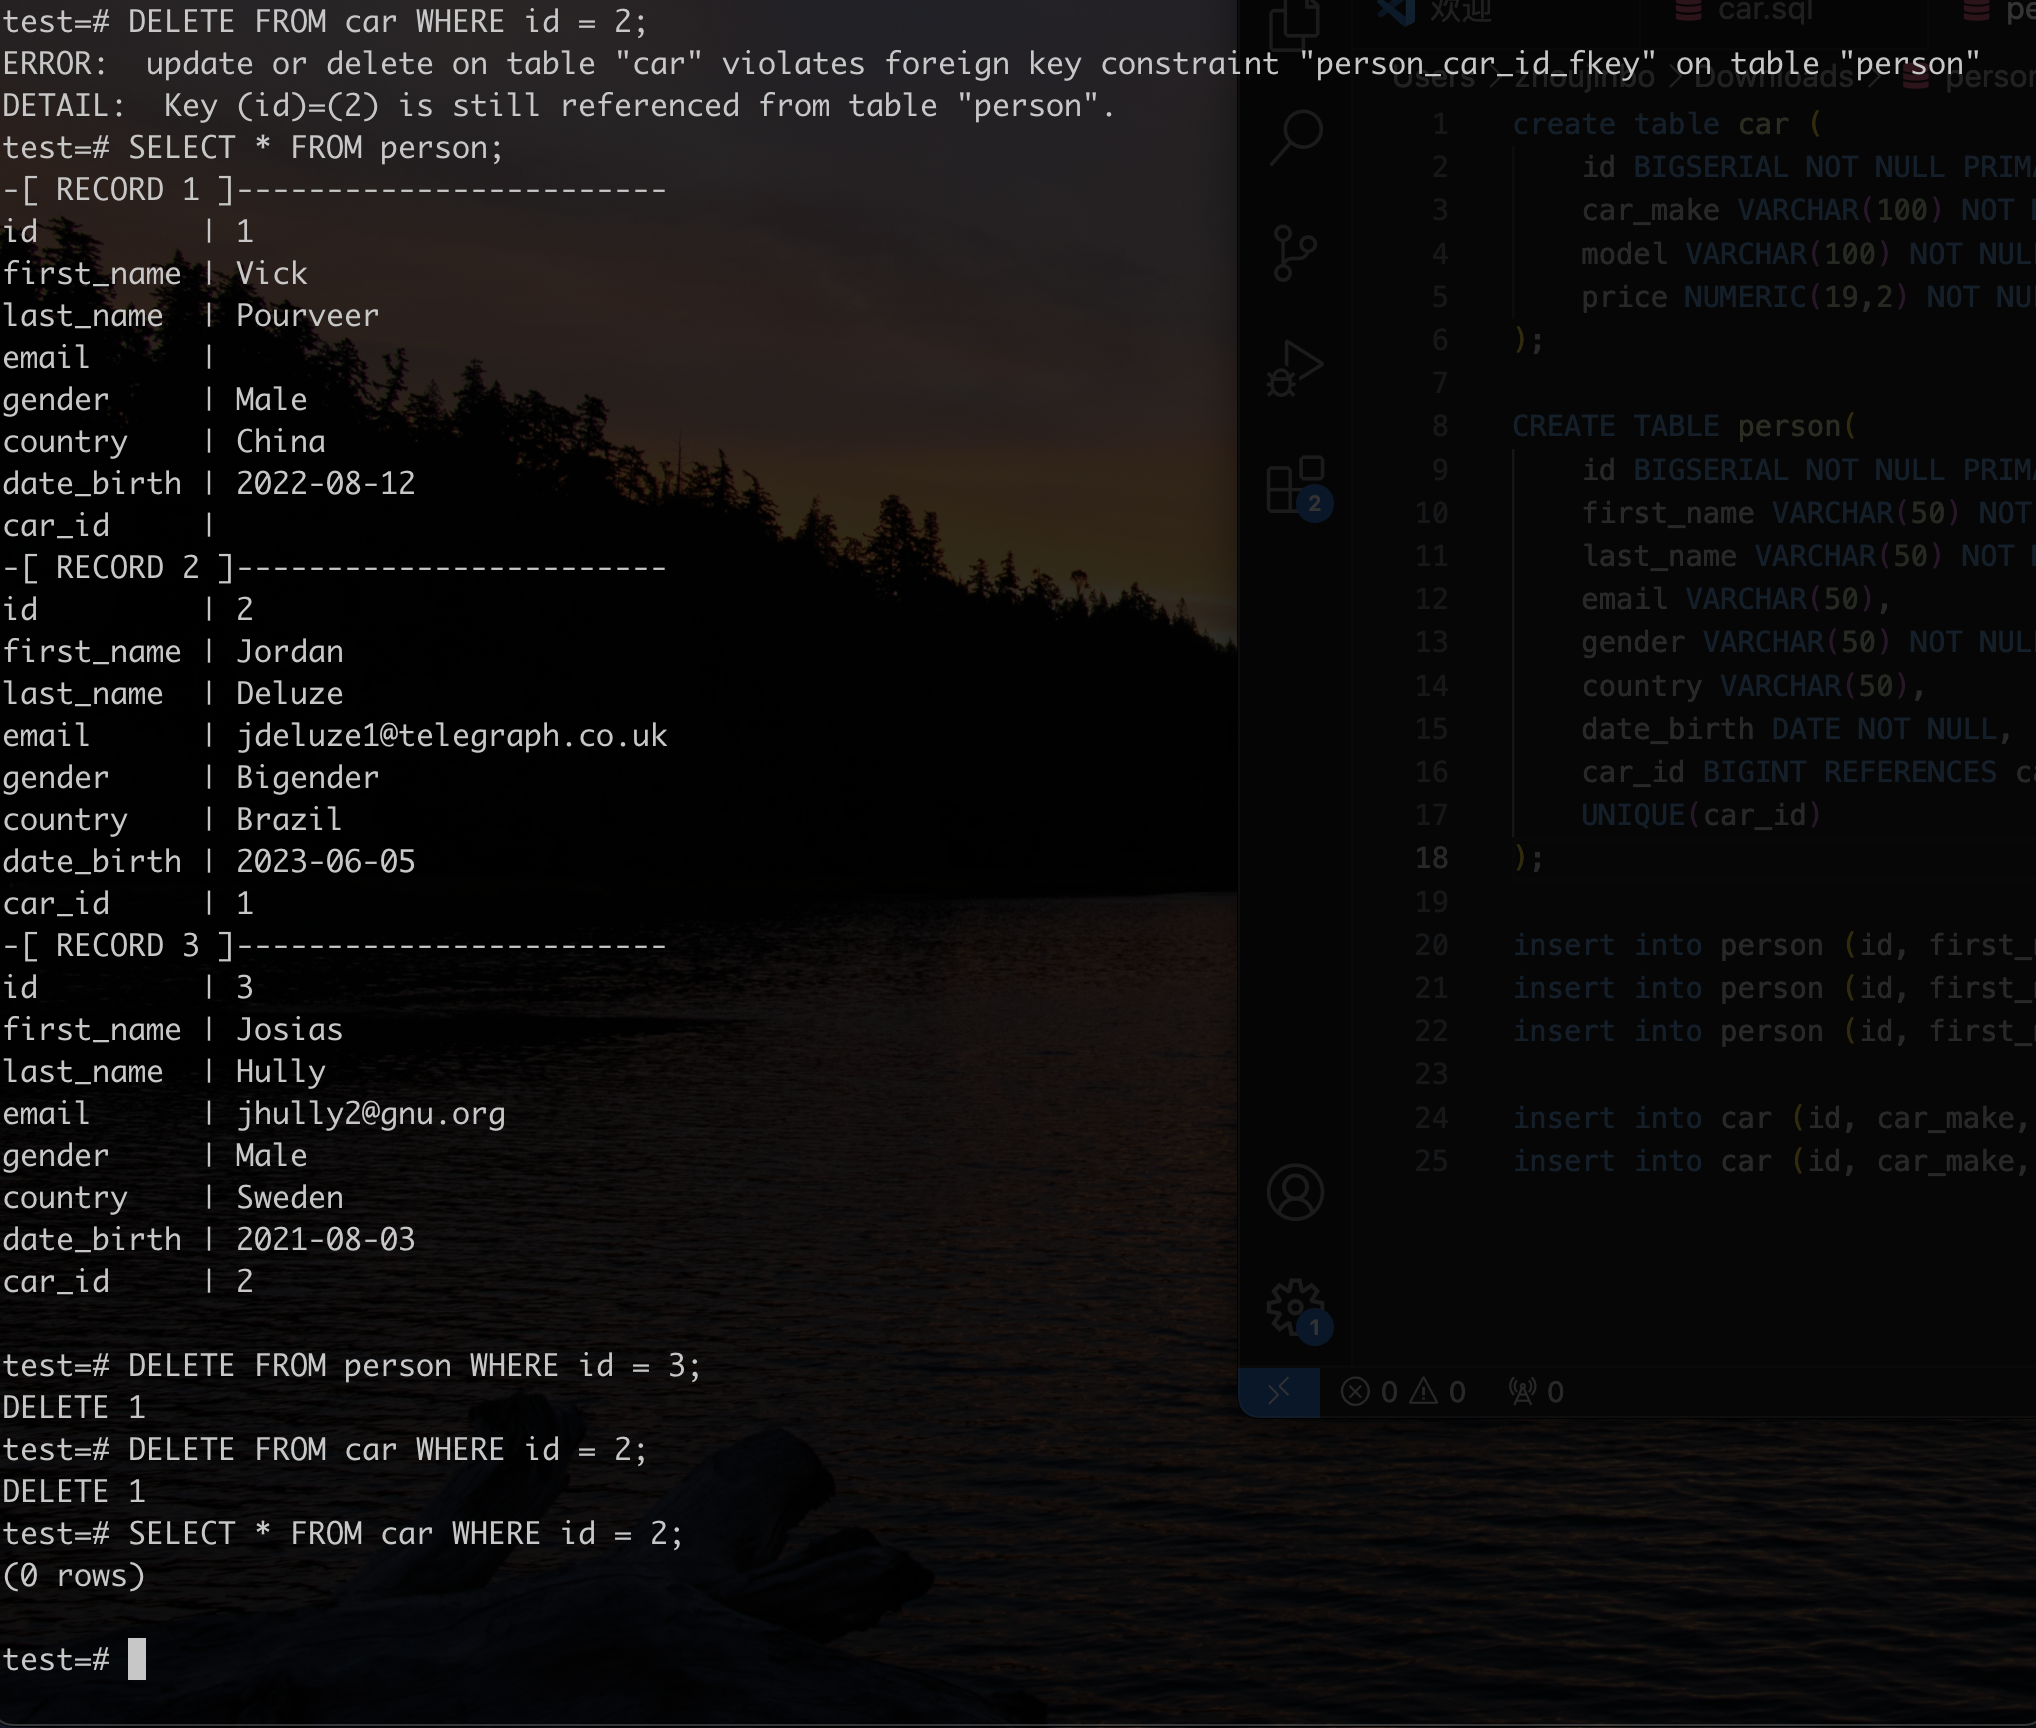 test=# DELETE FROM car WHERE id = 2;
ERROR:  update or delete on table "car" violates foreign key constraint "person_car_id_fkey" on table "person"
DETAIL:  Key (id)=(2) is still referenced from table "person".
test=# SELECT * FROM person;
-[ RECORD 1 ]------------------------
id         | 1
first_name | Vick
last_name  | Pourveer
email      |
gender     | Male
country    | China
date_birth | 2022-08-12
car_id     |
-[ RECORD 2 ]------------------------
id         | 2
first_name | Jordan
last_name  | Deluze
email      | jdeluze1@telegraph.co.uk
gender     | Bigender
country    | Brazil
date_birth | 2023-06-05
car_id     | 1
-[ RECORD 3 ]------------------------
id         | 3
first_name | Josias
last_name  | Hully
email      | jhully2@gnu.org
gender     | Male
country    | Sweden
date_birth | 2021-08-03
car_id     | 2
test=# DELETE FROM person WHERE id = 3;
DELETE 1
test=# DELETE FROM car WHERE id = 2;
DELETE 1
test=# SELECT * FROM car WHERE id = 2;
(0 rows)
test=#
欢迎 car.sql
Users > zhoujinbo > Downloads > person
1 create table car (
2 id BIGSERIAL NOT NULL
3 car_make VARCHAR(100) NOT
4 model VARCHAR(100) NOT
5 price NUMERIC(19,2) NOT
6 );
7
8 CREATE TABLE person(
9 id BIGSERIAL NOT NULL
10 first_name VARCHAR(50) NOT
11 last_name VARCHAR(50) NOT
12 email VARCHAR(50),
13 gender VARCHAR(50) NOT
14 country VARCHAR(50),
15 date_birth DATE NOT NULL,
16 car_id BIGINT REFERENCES
17 UNIQUE(car_id)
18 );
19
20 insert into person (id, first_
21 insert into person (id, first_
22 insert into person (id, first_
23
24 insert into car (id, car_make,
25 insert into car (id, car_make,
2
1
0 0 0